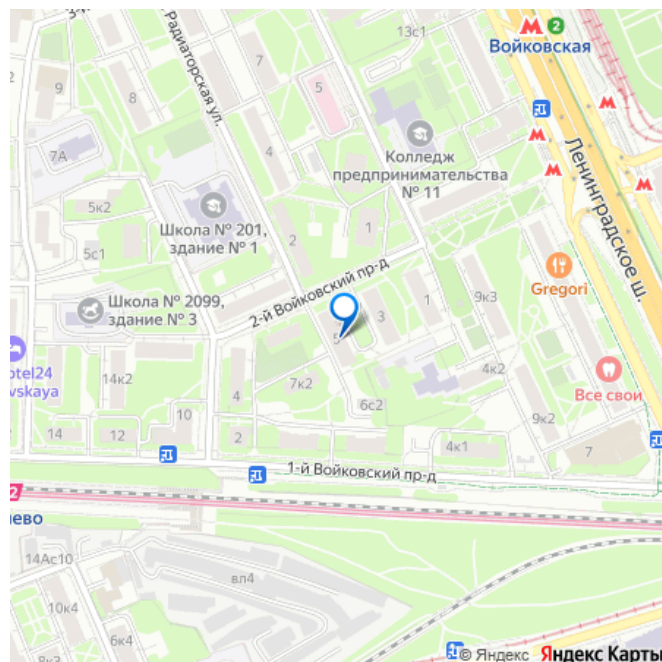 13с1
2
Войковская
Радиаторская ул.
7
9
8
5
Колледж
предпринимательства
№ 11
7А
Ленинградское ш.
5к2
Школа № 201,
здание № 1
1
2
5с1
2-й Войковский пр-д
Gregori
9к3
1
Школа № 2099,
здание № 3
3
5
4
4к2
Все свои
14к2
7к2
6с2
10
9к2
14
12
2
4к1
7
1-й Войковский пр-д
2
14Ас10
вл4
10к4
6к4
8к3
© Яндекс Яндекс Карты